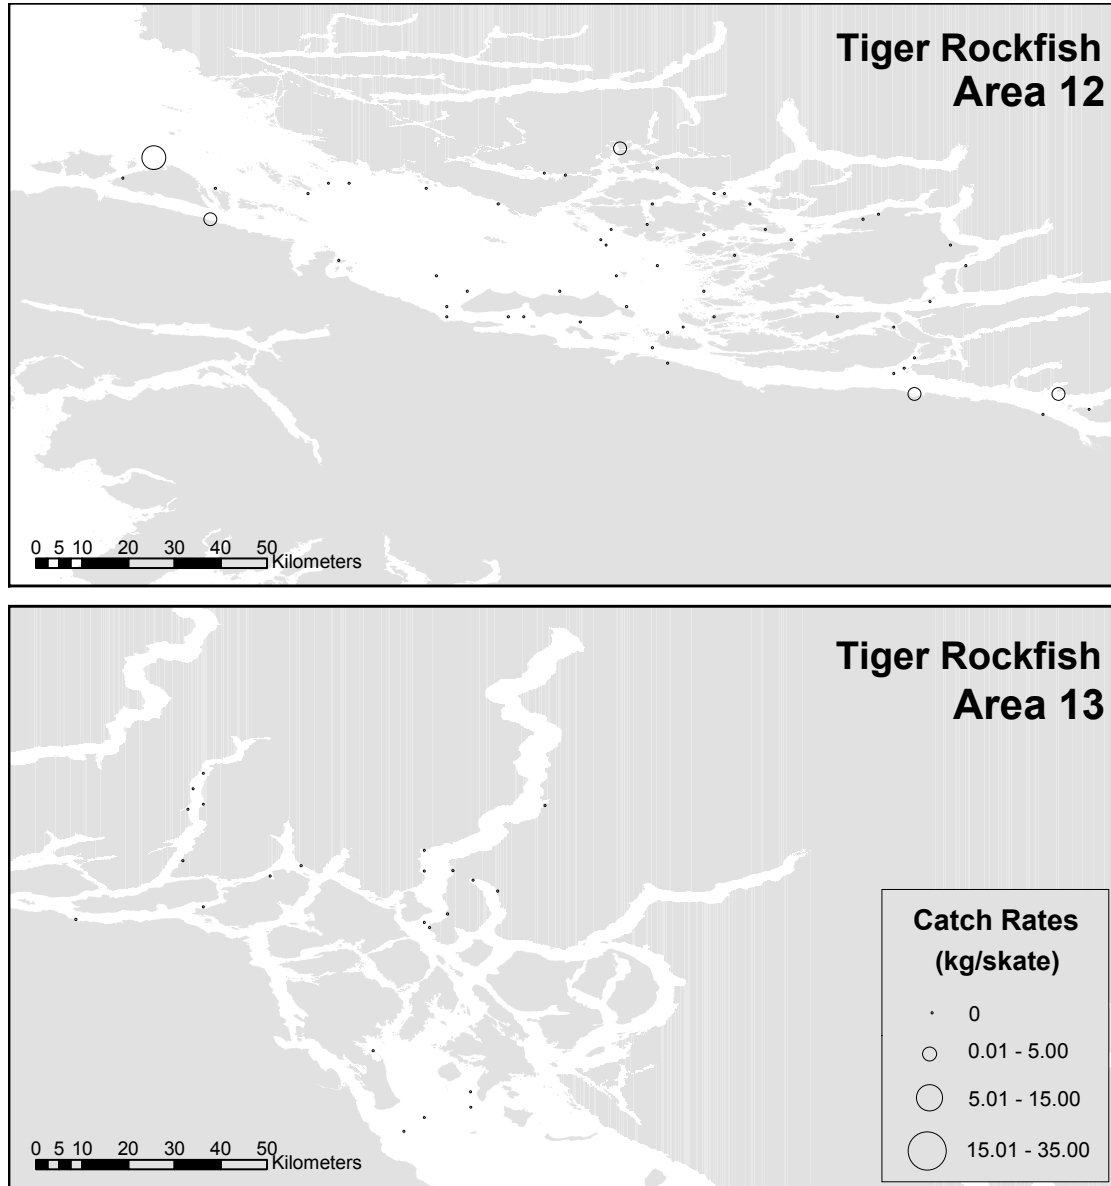 Tiger Rockfish
Area 12
0 5 10 20 30 40 50
Kilometers
Tiger Rockfish
Area 13
Catch Rates
(kg/skate)
0
0.01 - 5.00
5.01 - 15.00
15.01 - 35.00
0 5 10 20 30 40 50
Kilometers